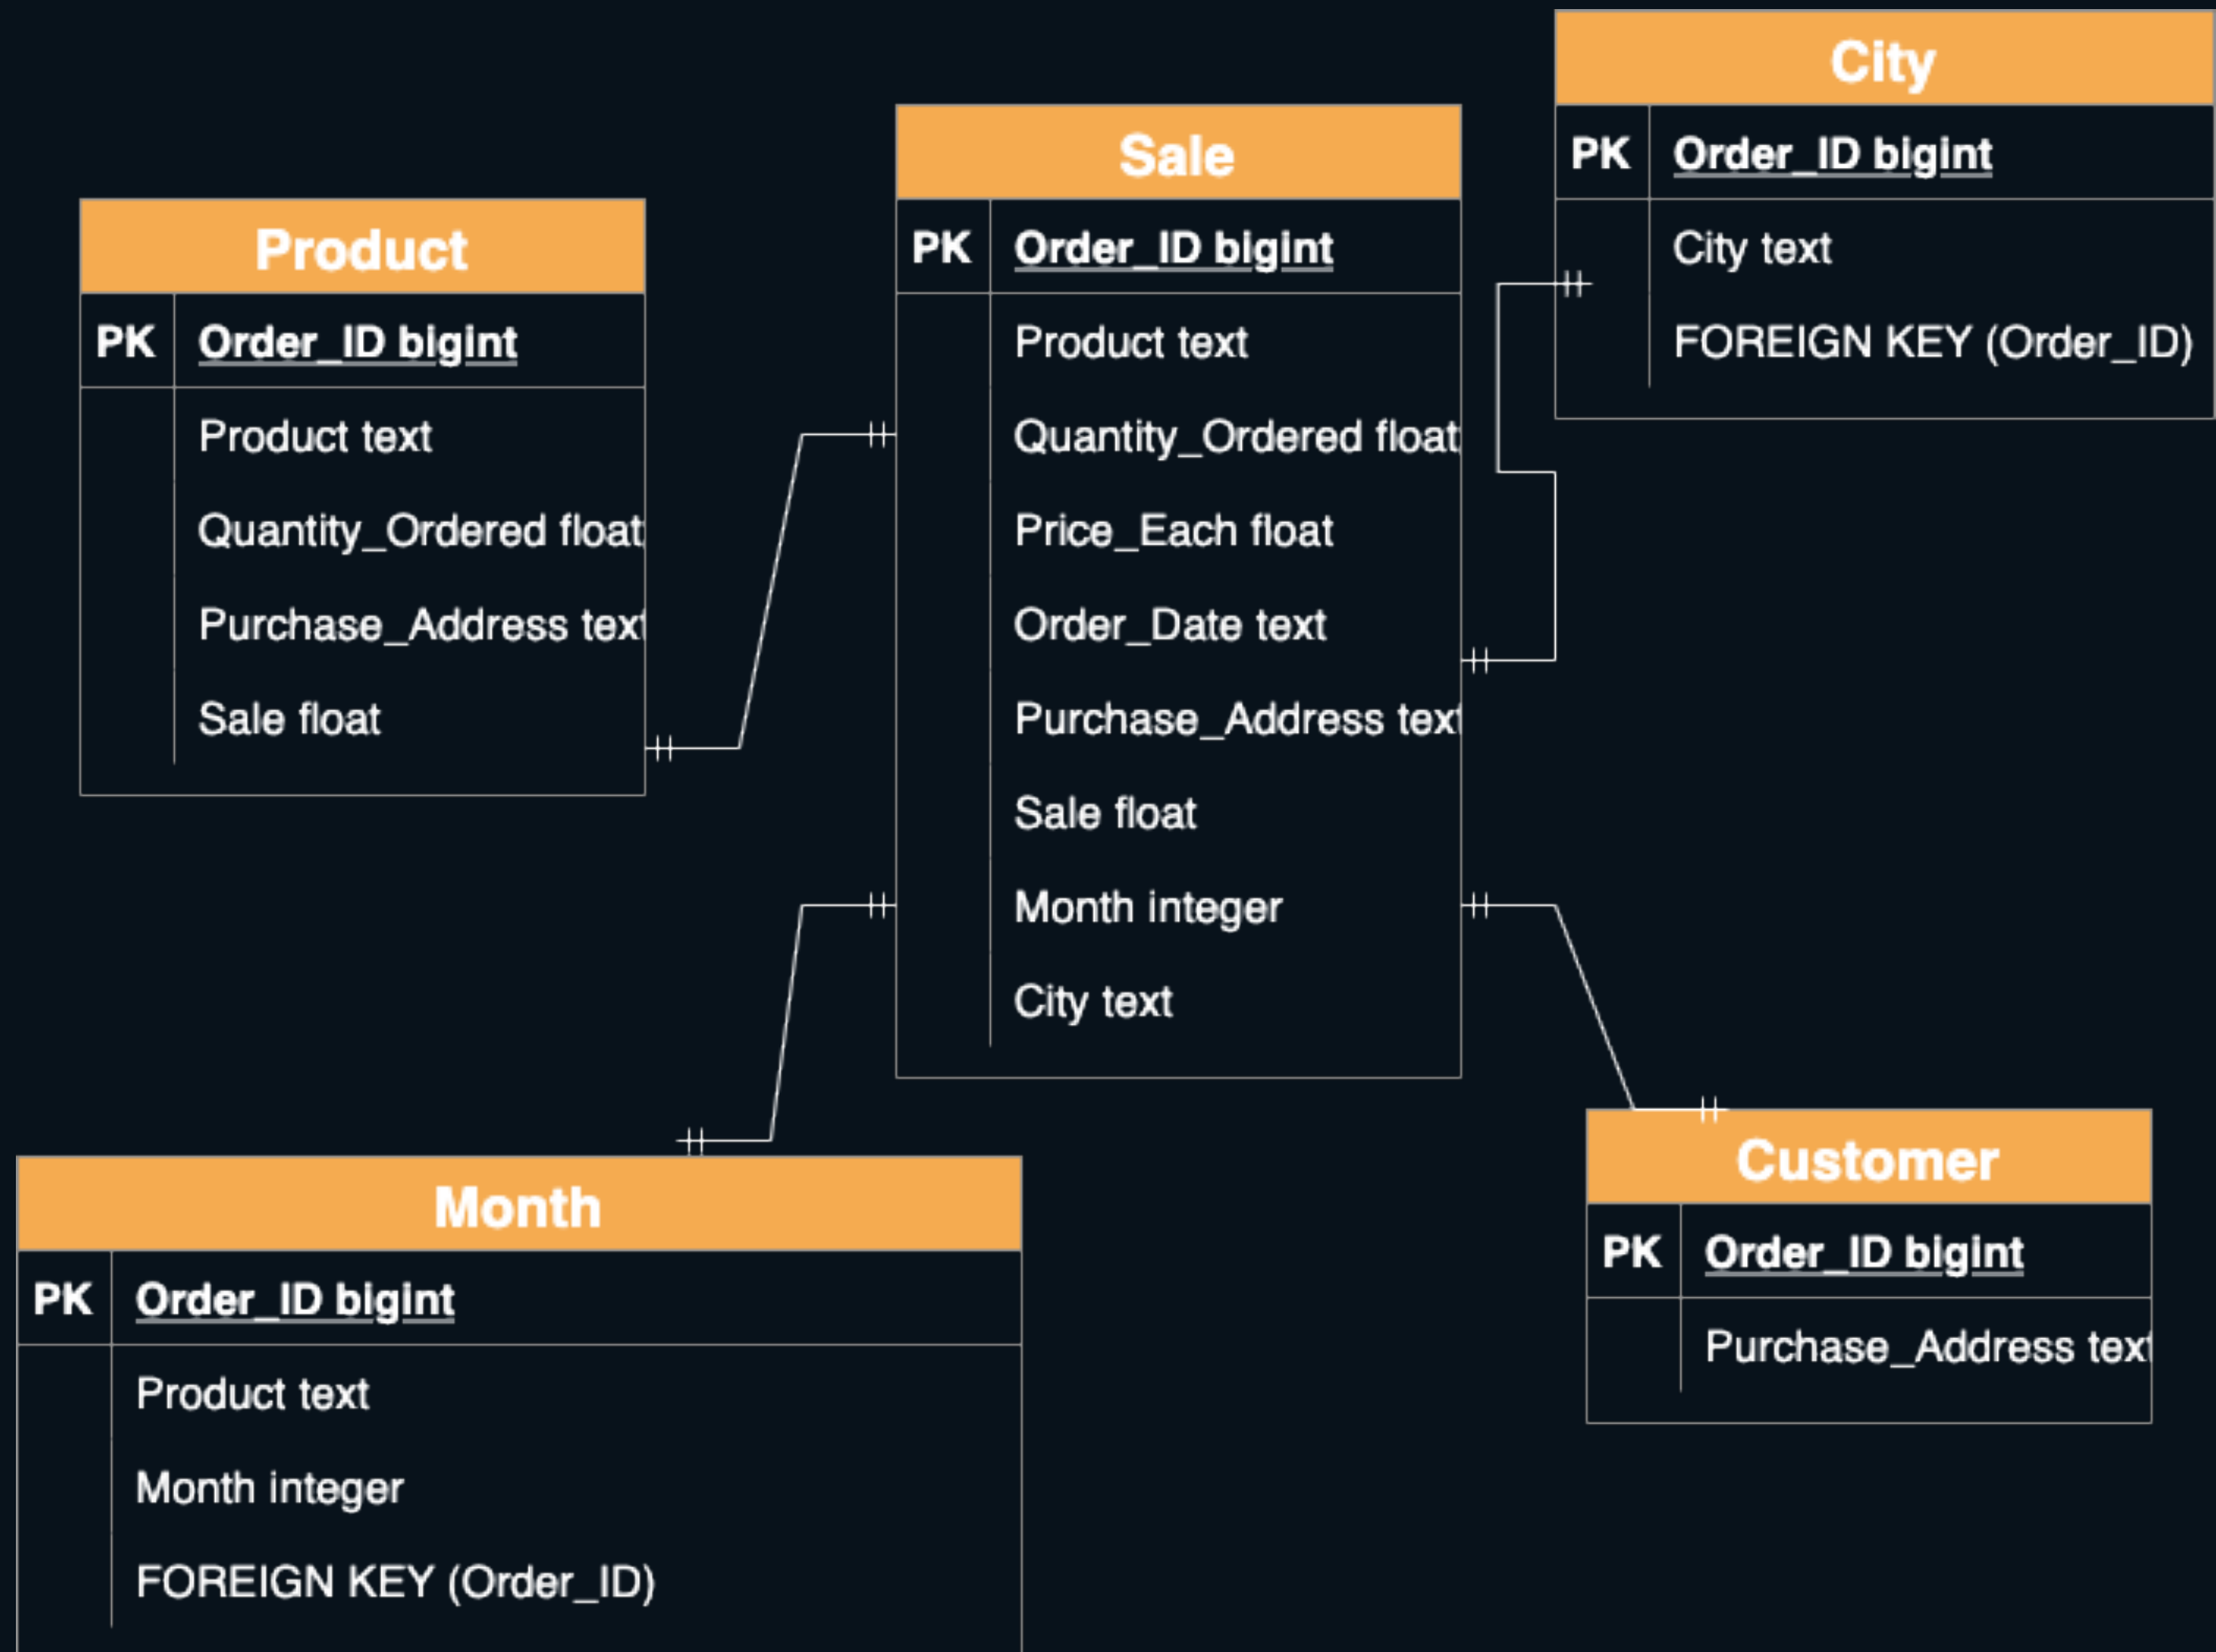 Product
PK Order_ID bigint
Product text
Quantity_Ordered float
Purchase_Address text
Sale float
Sale
PK Order_ID bigint
Product text
Quantity_Ordered float
Price_Each float
Order_Date text
Purchase_Address text
Sale float
Month integer
City text
City
PK Order_ID bigint
City text
FOREIGN KEY (Order_ID)
Month
PK Order_ID bigint
Product text
Month integer
FOREIGN KEY (Order_ID)
Customer
PK Order_ID bigint
Purchase_Address text